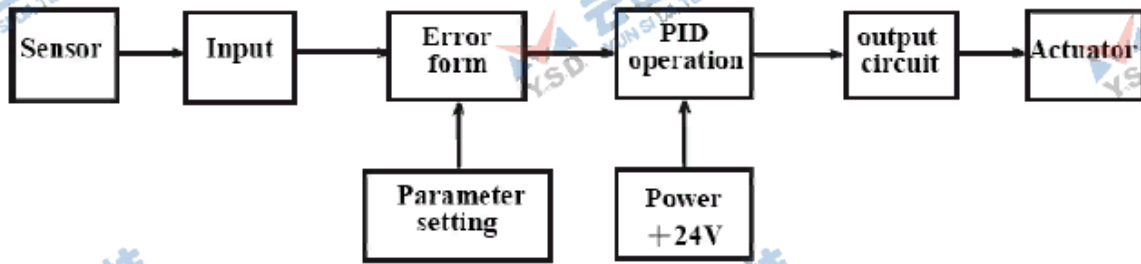 Sensor
Input
Error
form
PID
operation
output
circuit
Actuator
Parameter
setting
Power
+24V
Y.S.D.